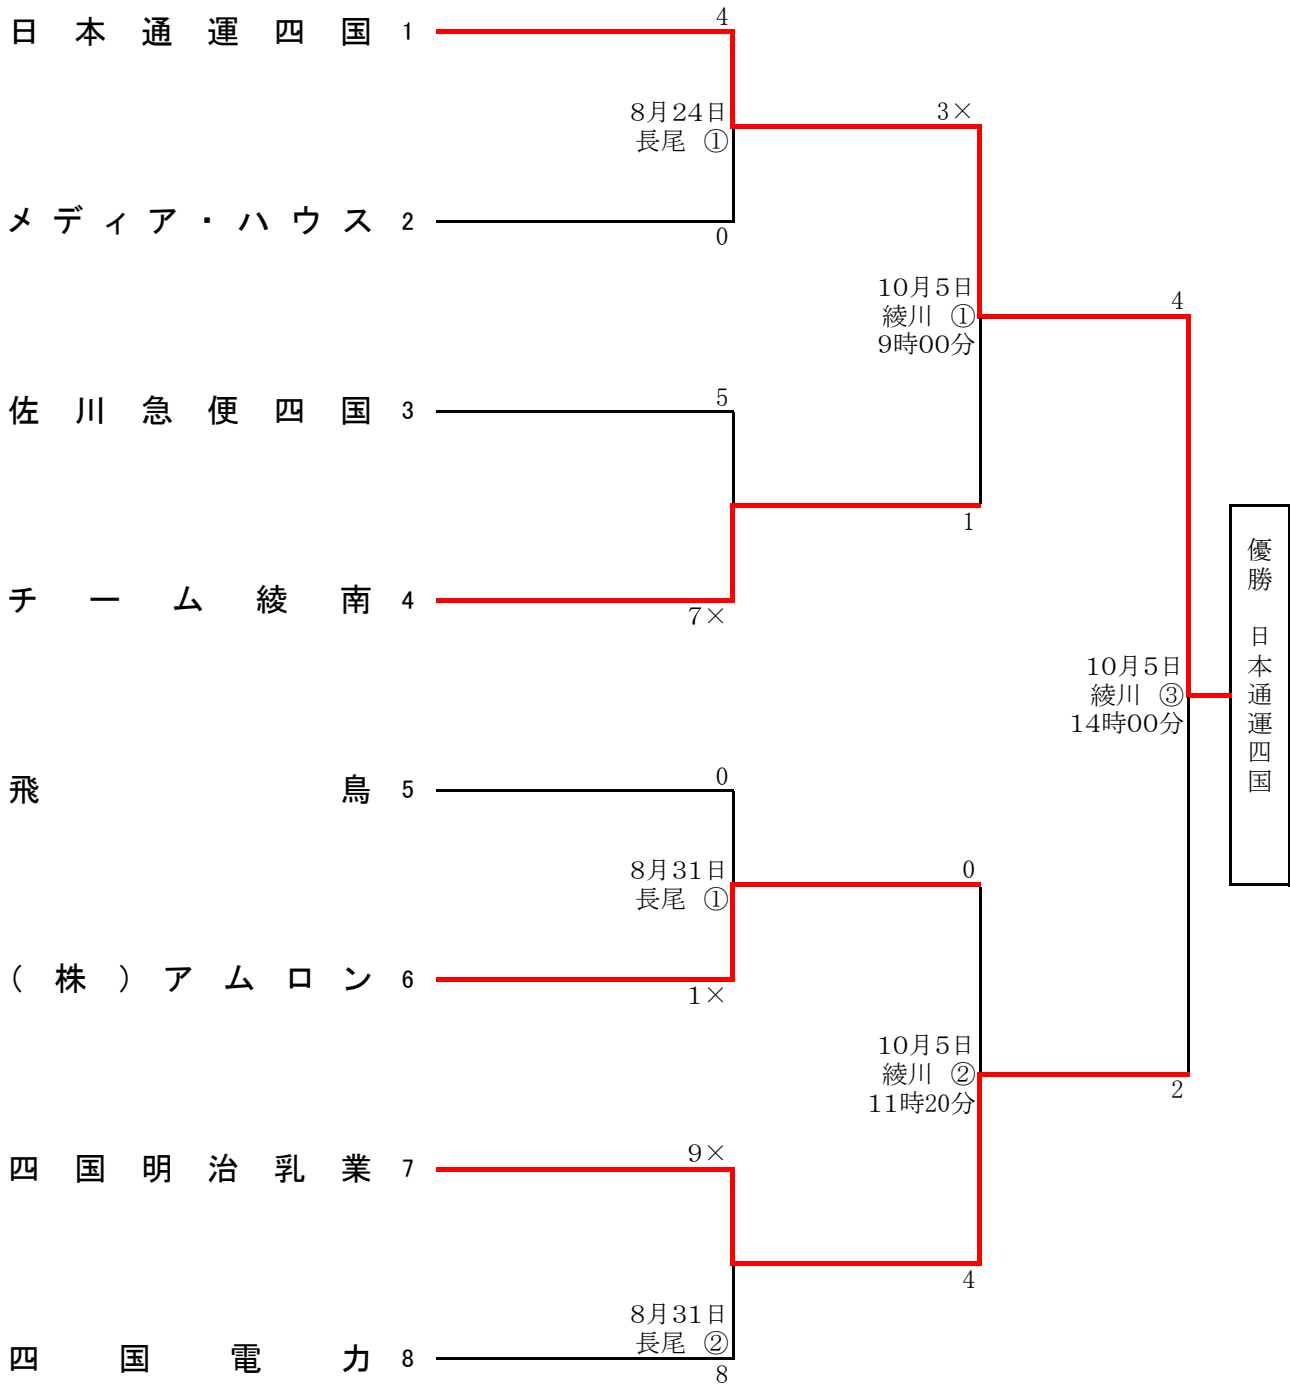 日本通運四国 1
4
8月24日
長尾 ①
3×
メディア・ハウス 2
0
10月5日
綾川 ①
9時00分
4
佐川急便四国 3
5
1
チーム綾南 4
7×
優勝 日本通運四国
10月5日
綾川 ③
14時00分
飛鳥 5
0
8月31日
長尾 ①
0
(株)アムロン 6
1×
10月5日
綾川 ②
11時20分
2
四国明治乳業 7
9×
4
8月31日
長尾 ②
四国電力 8
8